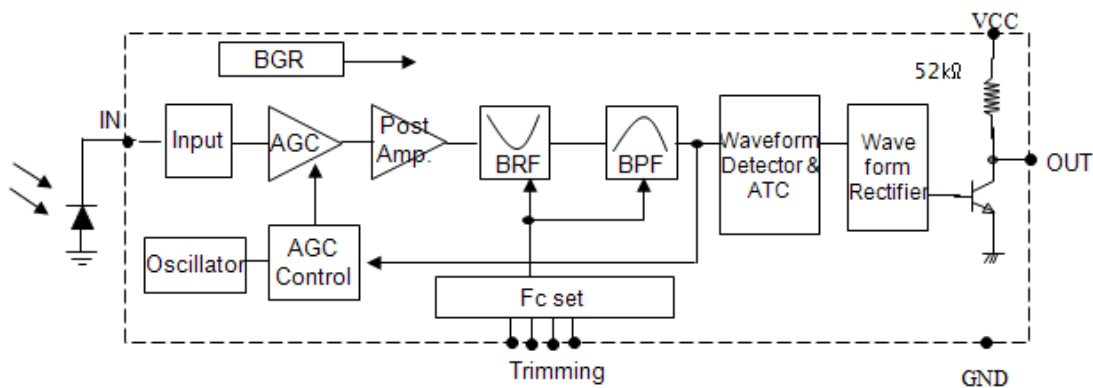 VCC
BGR
52kΩ
IN
Input
AGC
Post
Amp.
BRF
BPF
Waveform
Detector &
ATC
Wave
form
Rectifier
OUT
Oscillator
AGC
Control
Fc set
Trimming
GND